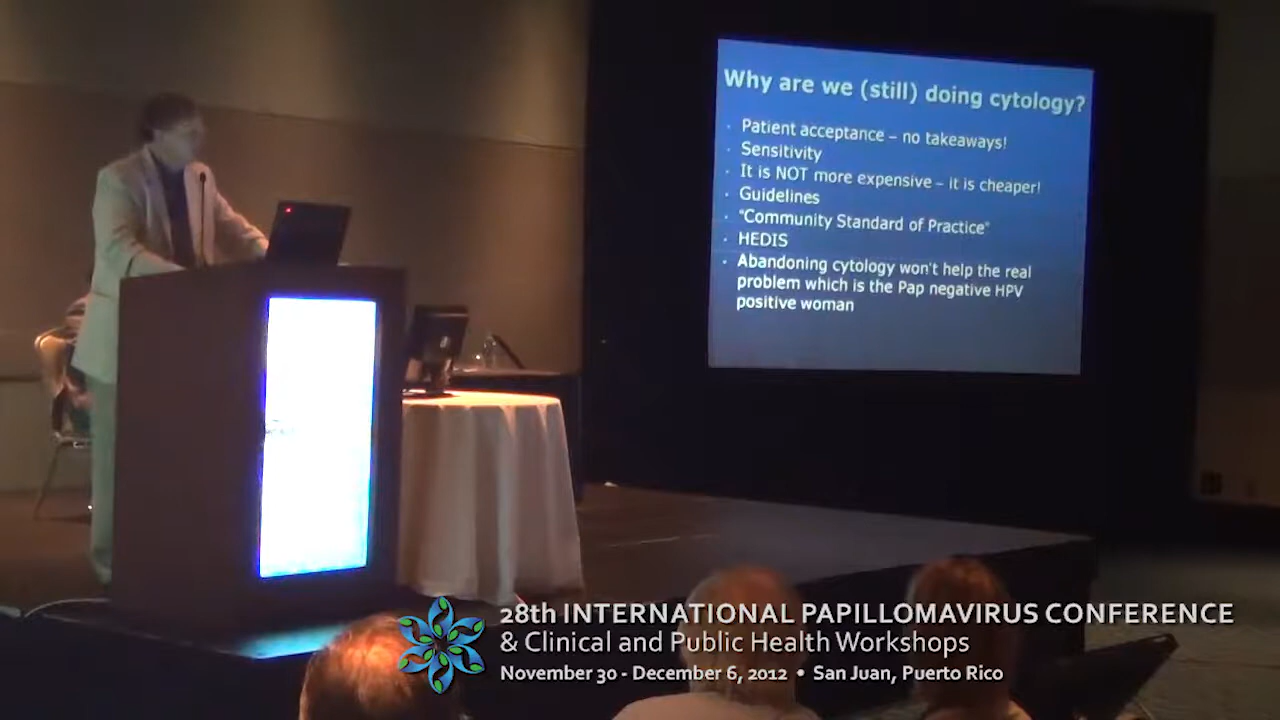 Why are we (still) doing cytology?
· Patient acceptance – no takeaways!
· Sensitivity
· It is NOT more expensive – it is cheaper!
· Guidelines
· "Community Standard of Practice"
· HEDIS
· Abandoning cytology won't help the real
problem which is the Pap negative HPV
positive woman
28th INTERNATIONAL PAPILLOMAVIRUS CONFERENCE
& Clinical and Public Health Workshops
November 30 - December 6, 2012 • San Juan, Puerto Rico